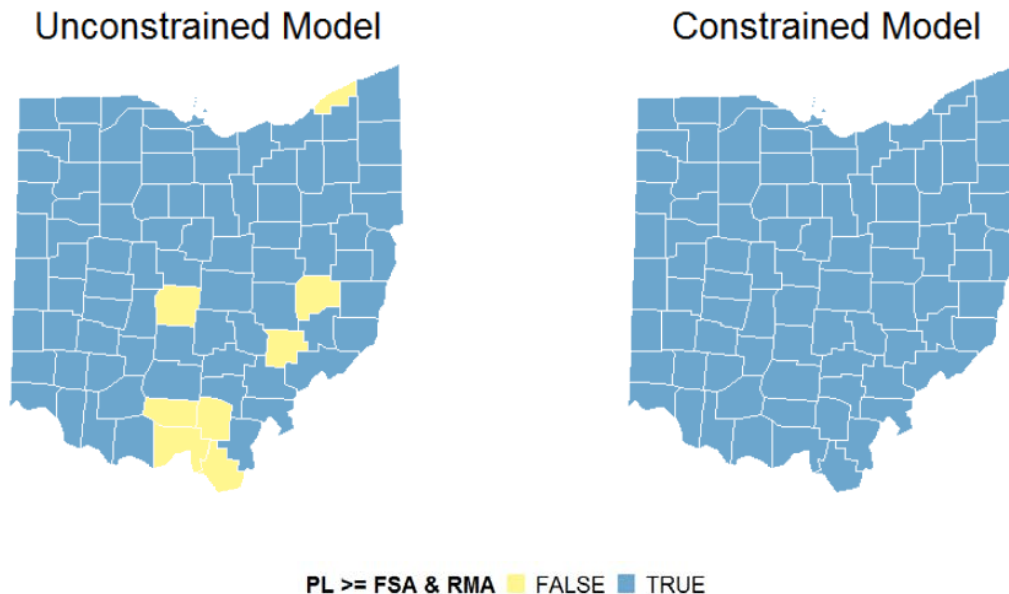 Unconstrained Model
Constrained Model
PL >= FSA & RMA FALSE TRUE